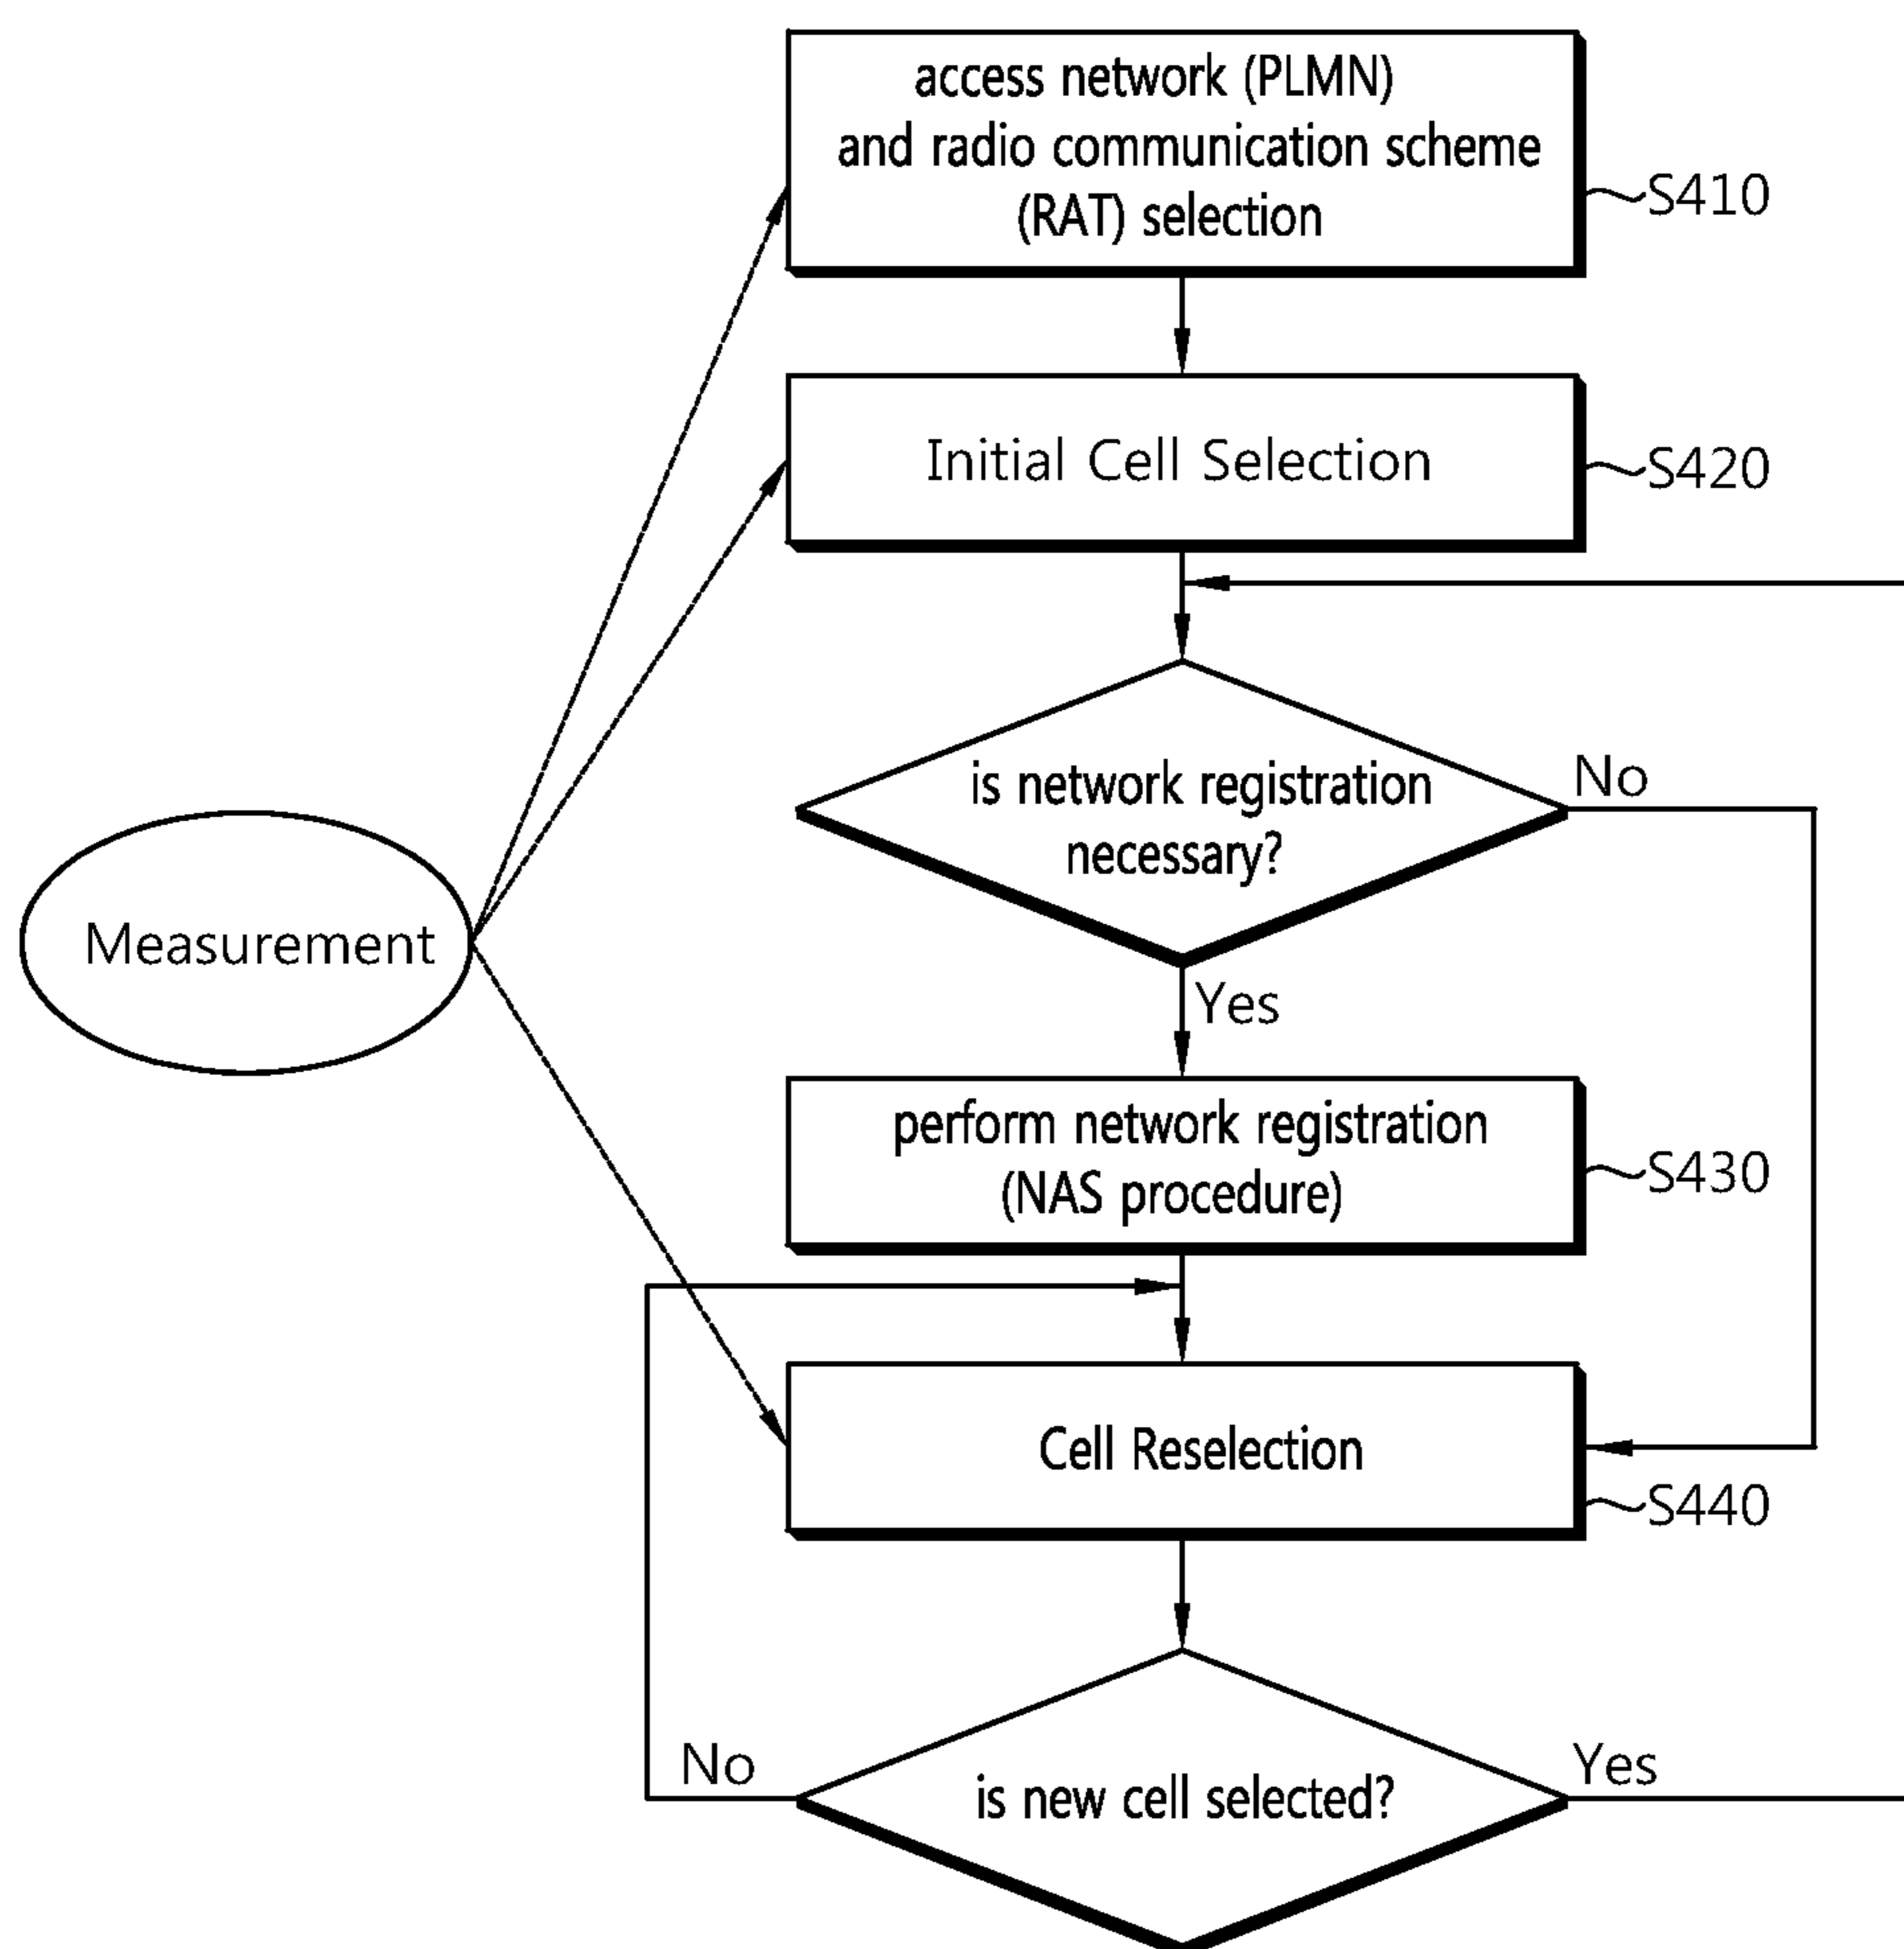 access network (PLMN)
and radio communication scheme
(RAT) selection
S410
Initial Cell Selection
S420
is network registration
necessary?
No
Measurement
Yes
perform network registration
(NAS procedure)
S430
Cell Reselection
S440
No
is new cell selected?
Yes